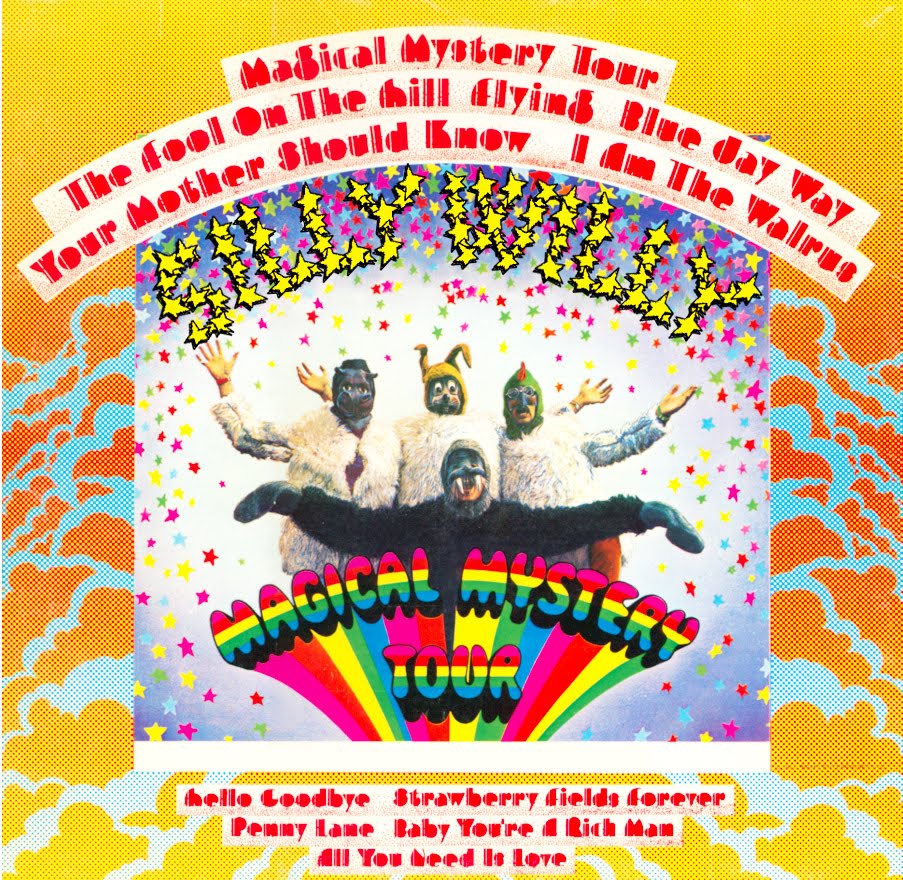 Magical Mystery Tour
The Fool On The Hill Flying Blue Jay Way
Your Mother Should Know I Am The Walrus
SILLY WILLY
MAGICAL MYSTERY
TOUR
Hello Goodbye Strawberry Fields Forever
Penny Lane Baby You're A Rich Man
All You Need Is Love